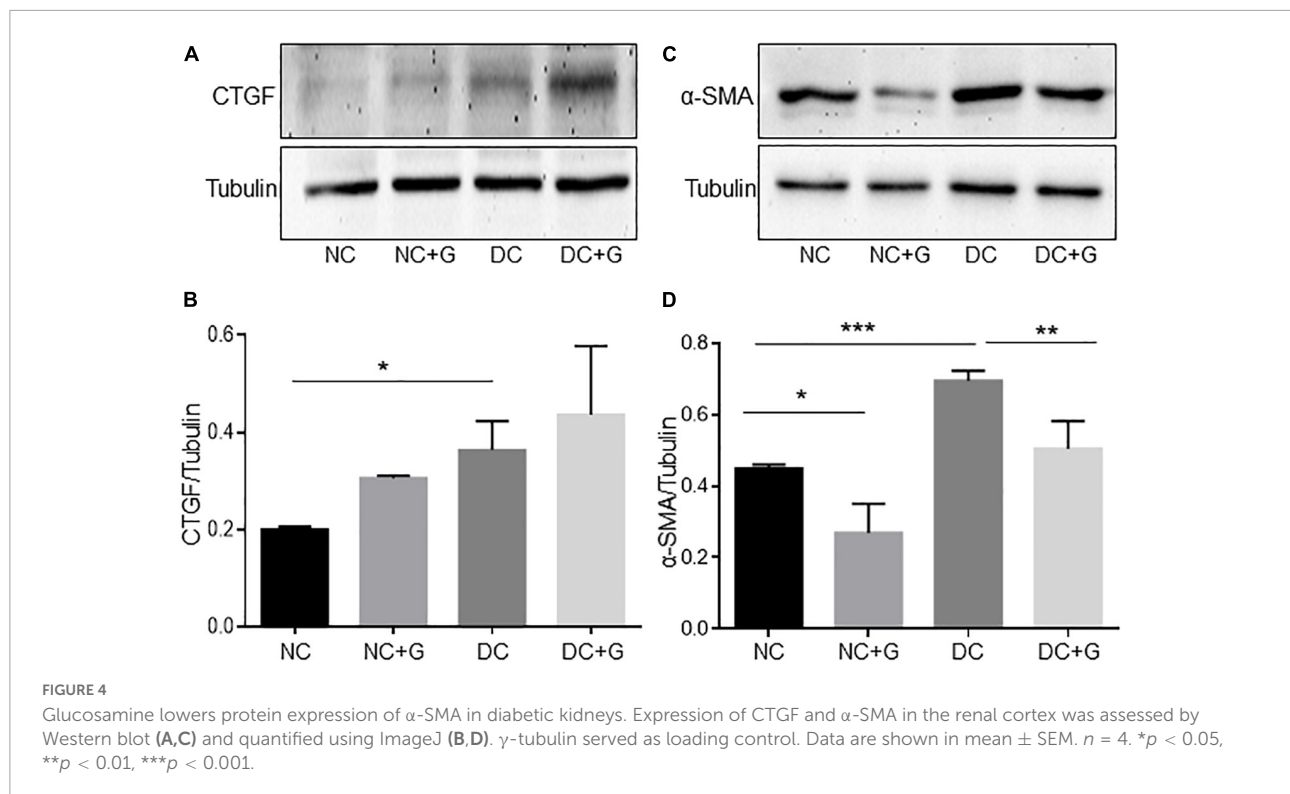 A
CTGF
Tubulin
NC NC+G DC DC+G
C
α-SMA
Tubulin
NC NC+G DC DC+G
B
CTGF/Tubulin
0.6
0.4
0.2
0.0
*
NC NC+G DC DC+G
D
α-SMA/Tubulin
0.8
0.6
0.4
0.2
0.0
***
**
*
NC NC+G DC DC+G
FIGURE 4
Glucosamine lowers protein expression of α-SMA in diabetic kidneys. Expression of CTGF and α-SMA in the renal cortex was assessed by
Western blot (A,C) and quantified using ImageJ (B,D). γ-tubulin served as loading control. Data are shown in mean ± SEM. n = 4. *p < 0.05,
**p < 0.01, ***p < 0.001.